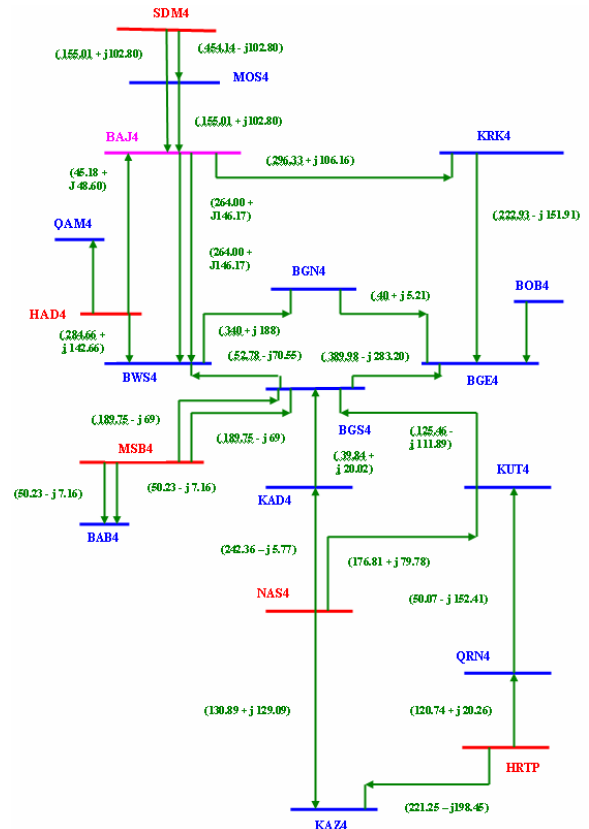 SDM4
(.155.01 + j102.80)
(.454.14 - j102.80)
MOS4
(.155.01 + j102.80)
BAJ4
KRK4
(.296.33 + j106.16)
(45.18 +
J 48.60)
(264.00 +
J146.17)
(.222.93 - j 151.91)
QAM4
(264.00 +
J146.17)
BGN4
BOB4
(.40 + j5.21)
HAD4
(.284.66 +
j 142.66)
(.340 + j188)
BWS4
(.52.78 - j70.55)
(.389.98 - j 283.20)
BGE4
(.189.75 - j 69)
BGS4
(.125.46 -
j 111.89)
MSB4
(.189.75 - j 69)
(.39.84 +
j 20.02)
KUT4
(50.23 - j 7.16)
(50.23 - j 7.16)
KAD4
BAB4
(242.36 – j5.77)
(176.81 + j 79.78)
NAS4
(50.07 - j 152.41)
QRN4
(130.89 + j129.09)
(120.74 + j 20.26)
HRTP
(221.25 – j198.45)
KAZ4